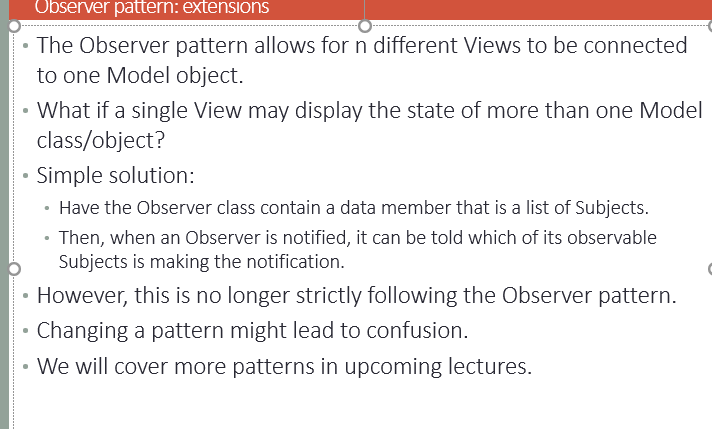 Observer pattern: extensions
• The Observer pattern allows for n different Views to be connected
to one Model object.
• What if a single View may display the state of more than one Model
class/object?
• Simple solution:
• Have the Observer class contain a data member that is a list of Subjects.
• Then, when an Observer is notified, it can be told which of its observable
Subjects is making the notification.
• However, this is no longer strictly following the Observer pattern.
• Changing a pattern might lead to confusion.
• We will cover more patterns in upcoming lectures.